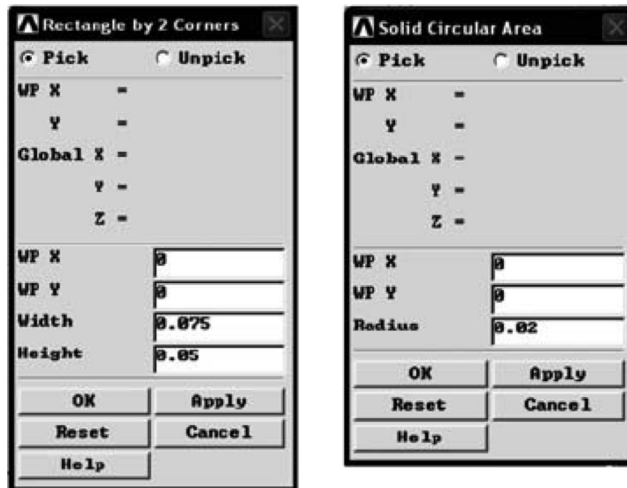 Rectangle by 2 Corners
Pick Unpick
WP X =
Y =
Global X =
Y =
Z =
WP X 0
WP Y 0
Width 0.075
Height 0.05
OK Apply
Reset Cancel
Help
Solid Circular Area
Pick Unpick
WP X =
Y =
Global X =
Y =
Z =
WP X 0
WP Y 0
Radius 0.02
OK Apply
Reset Cancel
Help